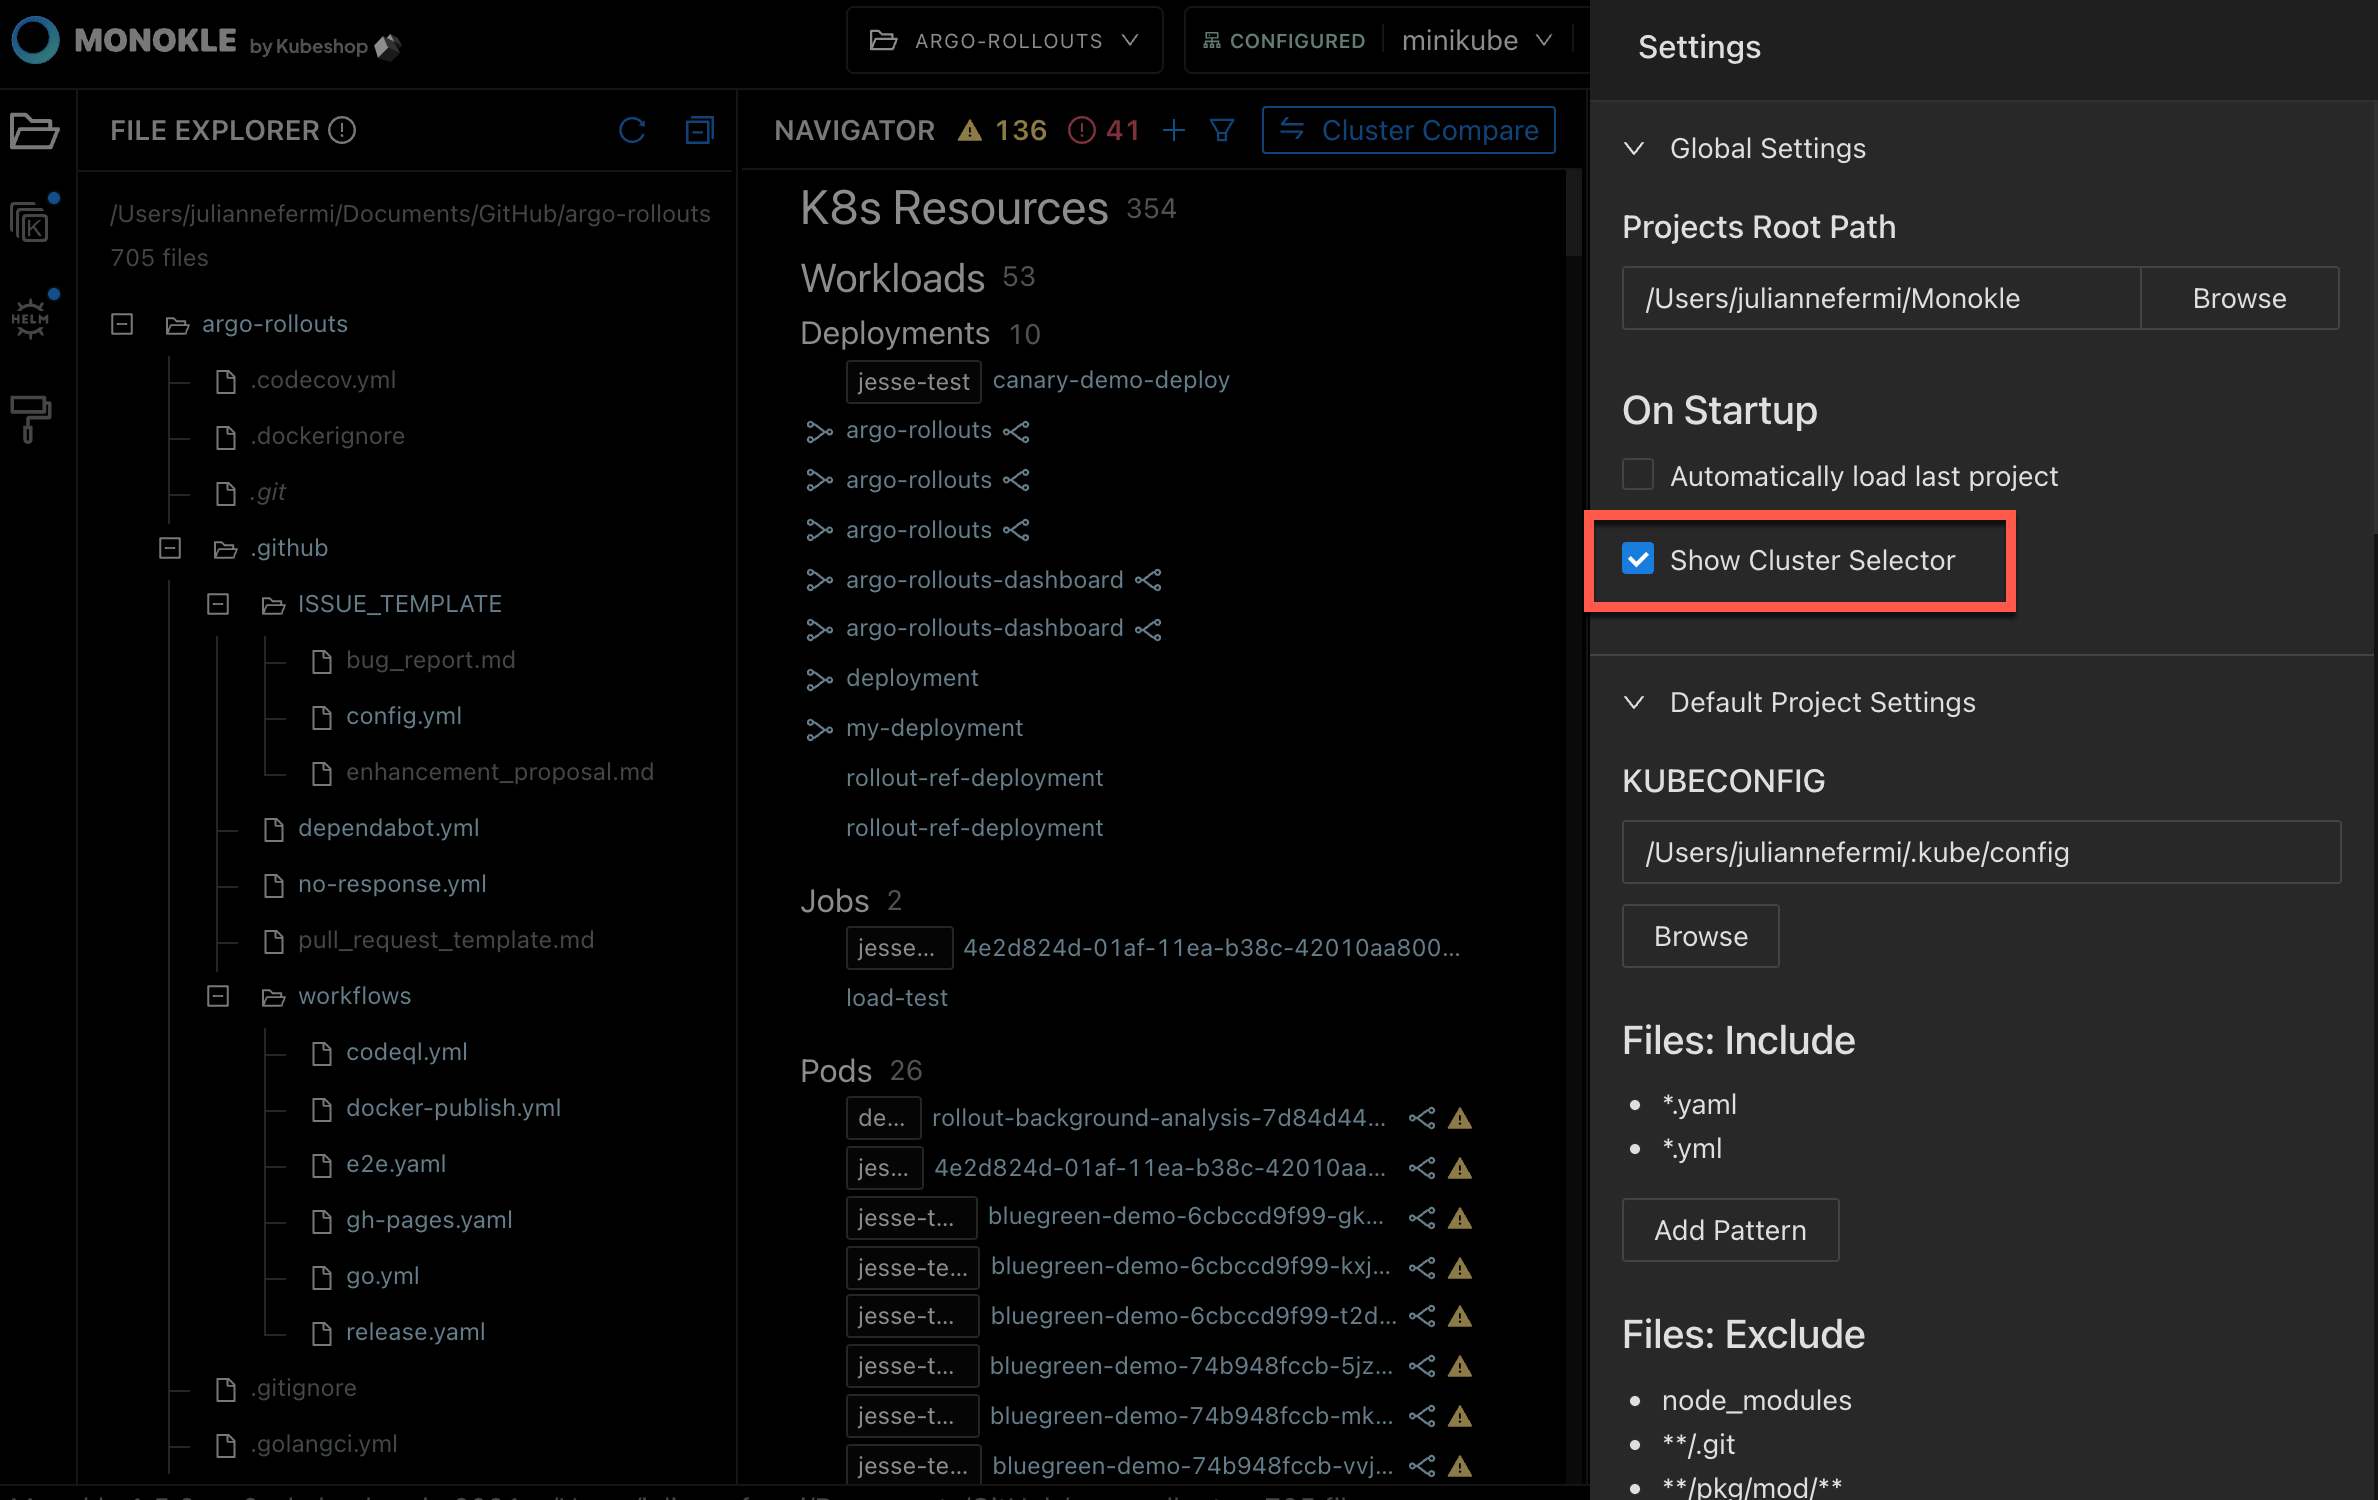 MONOKLE by Kubeshop
ARGO-ROLLOUTS
CONFIGURED minikube
FILE EXPLORER
/Users/juliannefermi/Documents/GitHub/argo-rollouts
705 files
argo-rollouts
.codecov.yml
.dockerignore
.git
.github
ISSUE_TEMPLATE
bug_report.md
config.yml
enhancement_proposal.md
dependabot.yml
no-response.yml
pull_request_template.md
workflows
codeql.yml
docker-publish.yml
e2e.yaml
gh-pages.yaml
go.yml
release.yaml
.gitignore
.golangci.yml
K
HELM
NAVIGATOR 136 41 Cluster Compare
K8s Resources 354
Workloads 53
Deployments 10
jesse-test canary-demo-deploy
argo-rollouts
argo-rollouts
argo-rollouts
argo-rollouts-dashboard
argo-rollouts-dashboard
deployment
my-deployment
rollout-ref-deployment
rollout-ref-deployment
Jobs 2
jesse... 4e2d824d-01af-11ea-b38c-42010aa800...
load-test
Pods 26
de... rollout-background-analysis-7d84d44...
jes... 4e2d824d-01af-11ea-b38c-42010aa...
jesse-t... bluegreen-demo-6cbccd9f99-gk...
jesse-te... bluegreen-demo-6cbccd9f99-kxj...
jesse-t... bluegreen-demo-6cbccd9f99-t2d...
jesse-t... bluegreen-demo-74b948fccb-5jz...
jesse-t... bluegreen-demo-74b948fccb-mk...
jesse-te... bluegreen-demo-74b948fccb-vvj...
Settings
Global Settings
Projects Root Path
/Users/juliannefermi/Monokle Browse
On Startup
Automatically load last project
Show Cluster Selector
Default Project Settings
KUBECONFIG
/Users/juliannefermi/.kube/config
Browse
Files: Include
• *.yaml
• *.yml
Add Pattern
Files: Exclude
• node_modules
• **/.git
• **/pkg/mod/**